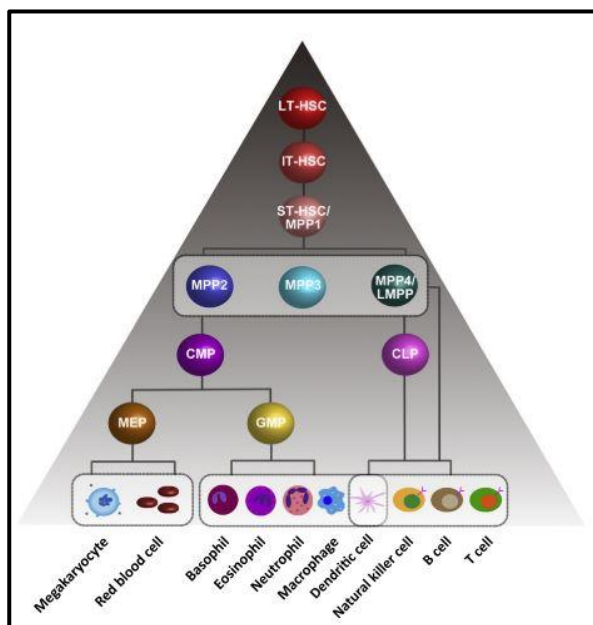 LT-HSC
IT-HSC
ST-HSC/
MPP1
MPP2
MPP3
MPP4/
LMPP
CMP
CLP
MEP
GMP
Megakaryocyte
Red blood cell
Basophil
Eosinophil
Neutrophil
Macrophage
Dendritic cell
Natural killer cell
B cell
T cell